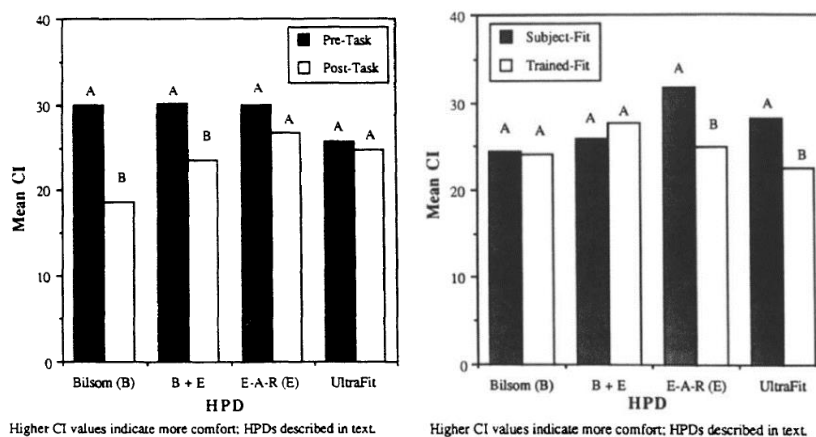 40
30
20
10
0
Mean CI
Pre-Task
Post-Task
A
B
A
B
A
A
A
A
Bilsom (B)
B + E
E-A-R (E)
UltraFit
HPD
Higher CI values indicate more comfort; HPDs described in text.
40
30
20
10
0
Mean CI
Subject-Fit
Trained-Fit
A
A
A
A
A
B
A
B
Bilsom (B)
B + E
E-A-R (E)
UltraFit
HPD
Higher CI values indicate more comfort; HPDs described in text.